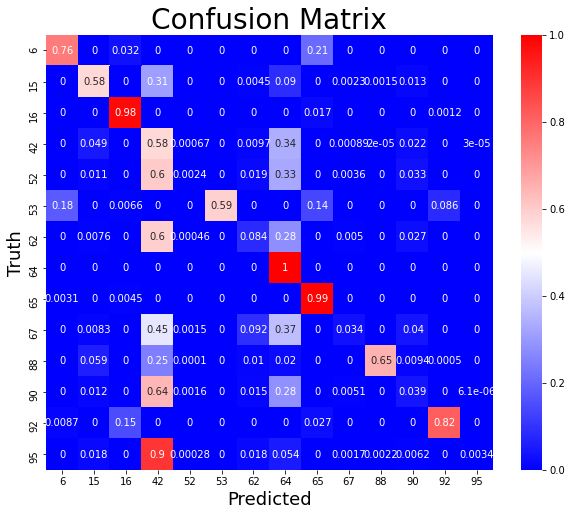 Confusion Matrix
6 0.76 0 0.032 0 0 0 0 0.21 0 0 0 0 0
15 0 0.58 0 0.31 0 0 0.0045 0.09 0 0.0023 0.0015 0.013 0 0
16 0 0 0.98 0 0 0 0 0 0.017 0 0 0 0.0012 0
42 0 0.049 0 0.58 0.00067 0 0.0097 0.34 0 0.00089 2e-05 0.022 0 3e-05
52 0 0.011 0 0.6 0.0024 0 0.019 0.33 0 0.0036 0 0.033 0 0
53 0.18 0 0.0066 0 0 0.59 0 0 0.14 0 0 0 0.086 0
62 0 0.0076 0 0.6 0.00046 0 0.084 0.28 0 0.005 0 0.027 0 0
64 0 0 0 0 0 0 0 1 0 0 0 0 0 0
65 0.0031 0 0.0045 0 0 0 0 0 0.99 0 0 0 0 0
67 0 0.0083 0 0.45 0.0015 0 0.092 0.37 0 0.034 0 0.04 0 0
88 0 0.059 0 0.25 0.0001 0 0.01 0.02 0 0 0.65 0.0094 0.0005 0
90 0 0.012 0 0.64 0.0016 0 0.015 0.28 0 0.0051 0 0.039 0 6.1e-06
92 0.0087 0 0.15 0 0 0 0 0 0.027 0 0 0 0.82 0
95 0 0.018 0 0.9 0.00028 0 0.018 0.054 0 0.0017 0.0022 0.0062 0 0.0034
6 15 16 42 52 53 62 64 65 67 88 90 92 95
Predicted
Truth
1.0
0.8
0.6
0.4
0.2
0.0